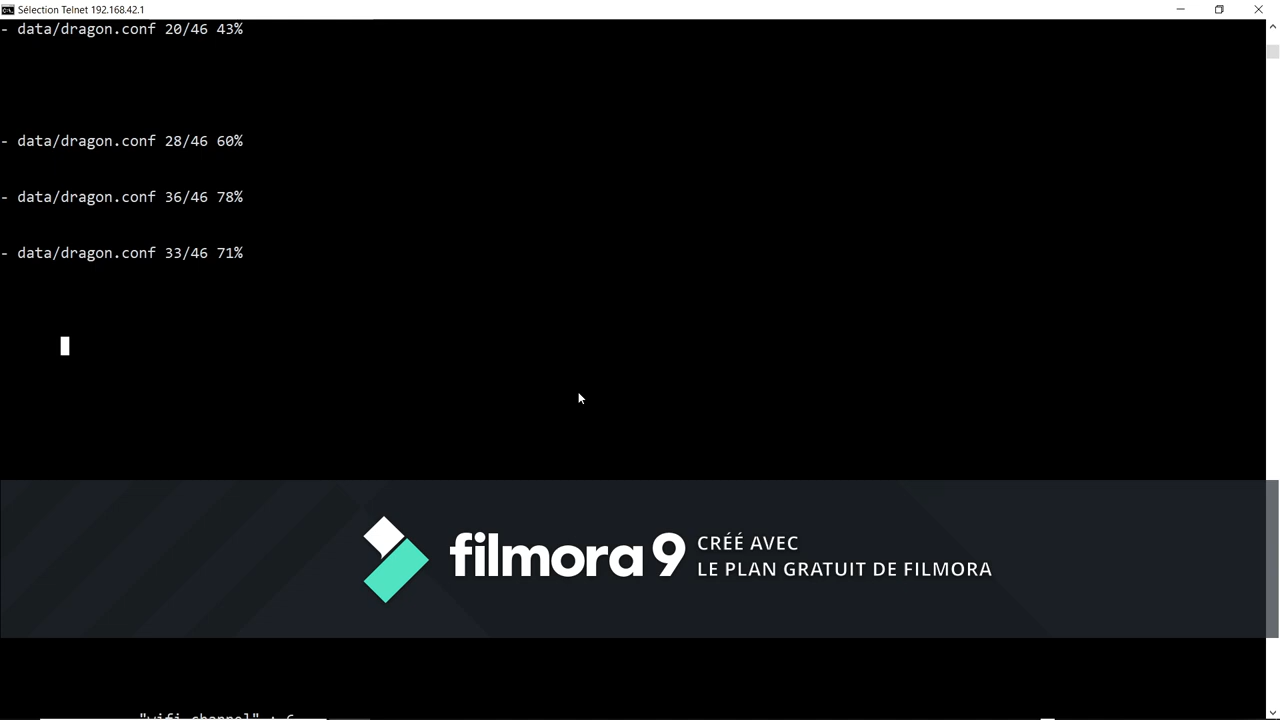 Sélection Telnet 192.168.42.1
- data/dragon.conf 20/46 43%
- data/dragon.conf 28/46 60%
- data/dragon.conf 36/46 78%
- data/dragon.conf 33/46 71%
filmora 9 CRÉÉ AVEC
LE PLAN GRATUIT DE FILMORA
"wifi_channel" : 6